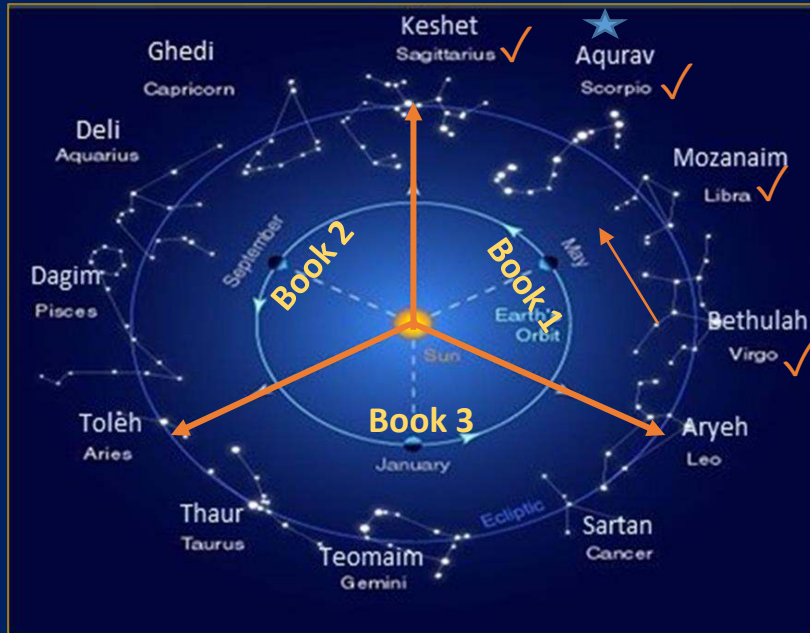 Keshet
Sagittarius
Aqurav
Scorpio
Ghedi
Capricorn
Deli
Aquarius
Mozanaim
Libra
September
Book 2
Book 1
May
Dagim
Pisces
Earth's
Orbit
Sun
Bethulah
Virgo
Toleh
Aries
Book 3
January
Aryeh
Leo
Thaur
Taurus
Teomaim
Gemini
Ecliptic
Sartan
Cancer